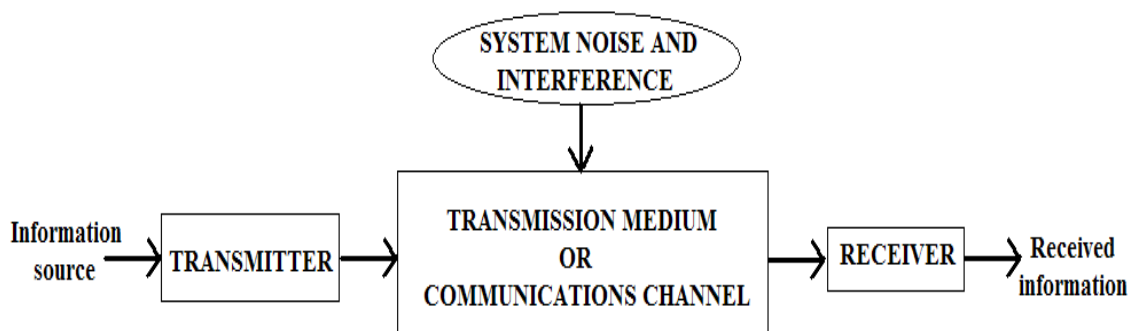 SYSTEM NOISE AND
INTERFERENCE
Information
source
TRANSMITTER
TRANSMISSION MEDIUM
OR
COMMUNICATIONS CHANNEL
RECEIVER
Received
information